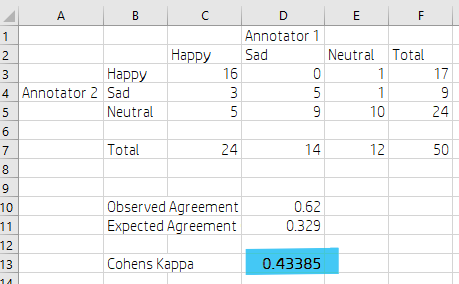 A B C D E F
1 Annotator 1
2 Happy Sad Neutral Total
3 Happy 16 0 1 17
4 Annotator 2 Sad 3 5 1 9
5 Neutral 5 9 10 24
6
7 Total 24 14 12 50
8
9
10 Observed Agreement 0.62
11 Expected Agreement 0.329
12
13 Cohens Kappa 0.43385
14